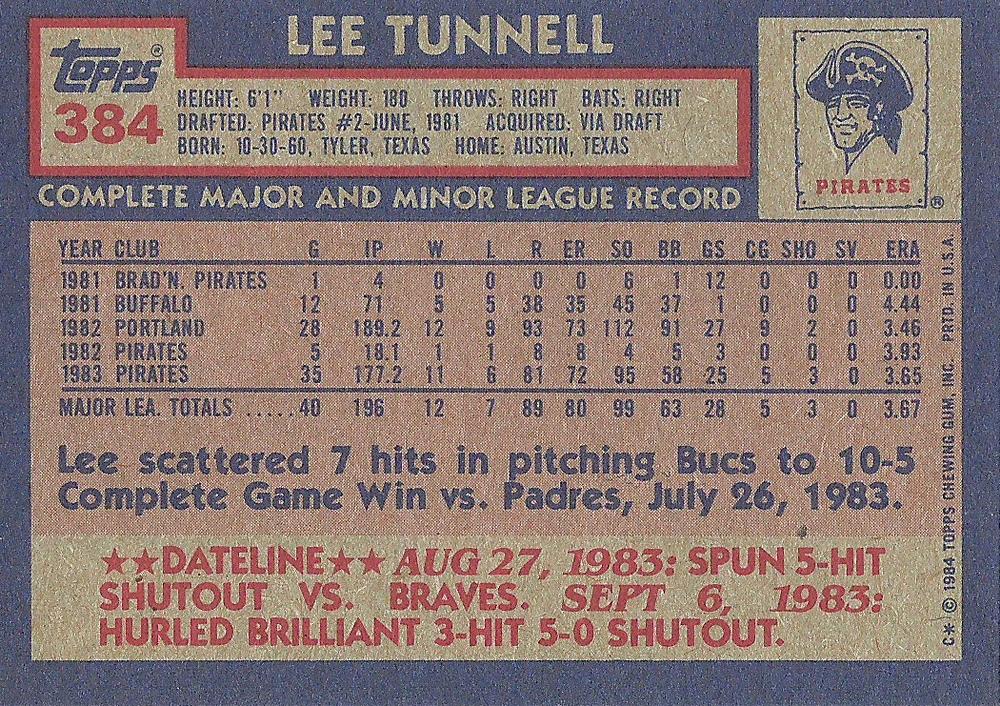 LEE TUNNELL
Topps®
384
HEIGHT: 6'1" WEIGHT: 180 THROWS: RIGHT BATS: RIGHT
DRAFTED: PIRATES #2-JUNE, 1981 ACQUIRED: VIA DRAFT
BORN: 10-30-60, TYLER, TEXAS HOME: AUSTIN, TEXAS
PIRATES ®
COMPLETE MAJOR AND MINOR LEAGUE RECORD
YEAR CLUB G IP W L R ER SO BB GS CG SHO SV ERA
1981 BRAD'N. PIRATES 1 4 0 0 0 0 6 1 12 0 0 0 0.00
1981 BUFFALO 12 71 5 5 38 35 45 37 1 0 0 0 4.44
1982 PORTLAND 28 189.2 12 9 93 73 112 91 27 9 2 0 3.46
1982 PIRATES 5 18.1 1 1 8 8 4 5 3 0 0 0 3.93
1983 PIRATES 35 177.2 11 6 81 72 95 58 25 5 3 0 3.65
MAJOR LEA. TOTALS .....40 196 12 7 89 80 99 63 28 5 3 0 3.67
Lee scattered 7 hits in pitching Bucs to 10-5
Complete Game Win vs. Padres, July 26, 1983.
★★DATELINE★★ AUG 27, 1983: SPUN 5-HIT
SHUTOUT VS. BRAVES. SEPT 6, 1983:
HURLED BRILLIANT 3-HIT 5-0 SHUTOUT.
C* © 1984 TOPPS CHEWING GUM, INC. PRTD. IN U.S.A.